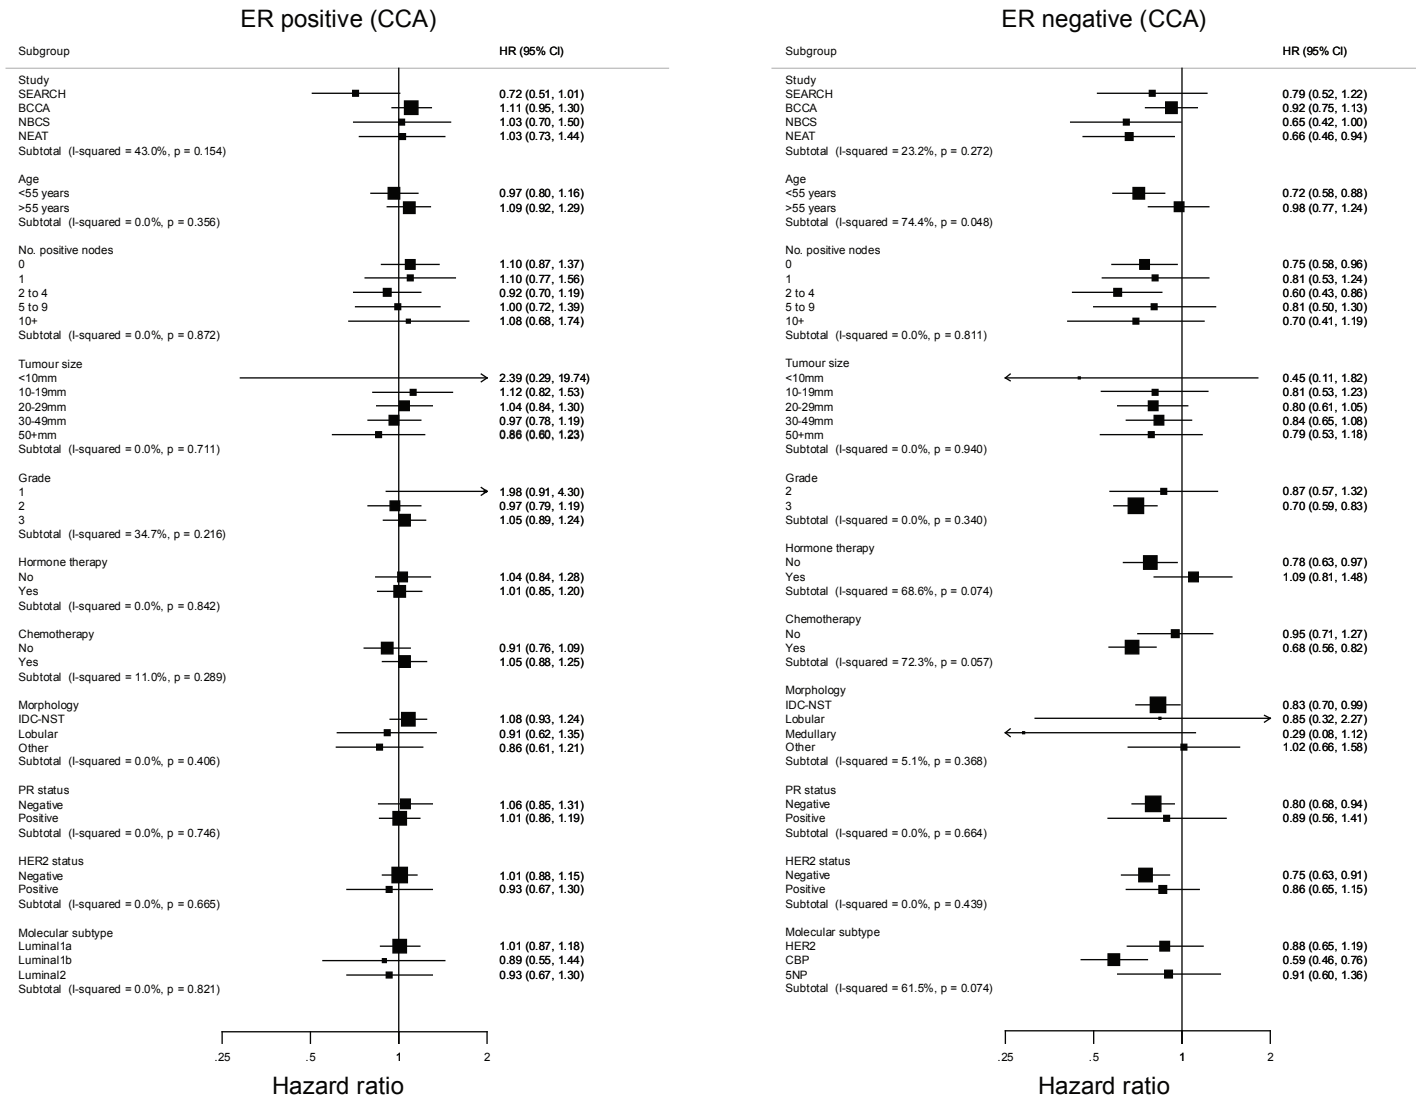 ER positive (CCA)
Subgroup HR (95% CI)
Study
SEARCH 0.72 (0.51, 1.01)
BCCA 1.11 (0.95, 1.30)
NBCS 1.03 (0.70, 1.50)
NEAT 1.03 (0.73, 1.44)
Subtotal (I-squared = 43.0%, p = 0.154)
Age
<55 years 0.97 (0.80, 1.16)
>55 years 1.09 (0.92, 1.29)
Subtotal (I-squared = 0.0%, p = 0.356)
No. positive nodes
0 1.10 (0.87, 1.37)
1 1.10 (0.77, 1.56)
2 to 4 0.92 (0.70, 1.19)
5 to 9 1.00 (0.72, 1.39)
10+ 1.08 (0.68, 1.74)
Subtotal (I-squared = 0.0%, p = 0.872)
Tumour size
<10mm 2.39 (0.29, 19.74)
10-19mm 1.12 (0.82, 1.53)
20-29mm 1.04 (0.84, 1.30)
30-49mm 0.97 (0.78, 1.19)
50+mm 0.86 (0.60, 1.23)
Subtotal (I-squared = 0.0%, p = 0.711)
Grade
1 1.98 (0.91, 4.30)
2 0.97 (0.79, 1.19)
3 1.05 (0.89, 1.24)
Subtotal (I-squared = 34.7%, p = 0.216)
Hormone therapy
No 1.04 (0.84, 1.28)
Yes 1.01 (0.85, 1.20)
Subtotal (I-squared = 0.0%, p = 0.842)
Chemotherapy
No 0.91 (0.76, 1.09)
Yes 1.05 (0.88, 1.25)
Subtotal (I-squared = 11.0%, p = 0.289)
Morphology
IDC-NST 1.08 (0.93, 1.24)
Lobular 0.91 (0.62, 1.35)
Other 0.86 (0.61, 1.21)
Subtotal (I-squared = 0.0%, p = 0.406)
PR status
Negative 1.06 (0.85, 1.31)
Positive 1.01 (0.86, 1.19)
Subtotal (I-squared = 0.0%, p = 0.746)
HER2 status
Negative 1.01 (0.88, 1.15)
Positive 0.93 (0.67, 1.30)
Subtotal (I-squared = 0.0%, p = 0.665)
Molecular subtype
Luminal1a 1.01 (0.87, 1.18)
Luminal1b 0.89 (0.55, 1.44)
Luminal2 0.93 (0.67, 1.30)
Subtotal (I-squared = 0.0%, p = 0.821)
.25 .5 1 2
Hazard ratio
ER negative (CCA)
Subgroup HR (95% CI)
Study
SEARCH 0.79 (0.52, 1.22)
BCCA 0.92 (0.75, 1.13)
NBCS 0.65 (0.42, 1.00)
NEAT 0.66 (0.46, 0.94)
Subtotal (I-squared = 23.2%, p = 0.272)
Age
<55 years 0.72 (0.58, 0.88)
>55 years 0.98 (0.77, 1.24)
Subtotal (I-squared = 74.4%, p = 0.048)
No. positive nodes
0 0.75 (0.58, 0.96)
1 0.81 (0.53, 1.24)
2 to 4 0.60 (0.43, 0.86)
5 to 9 0.81 (0.50, 1.30)
10+ 0.70 (0.41, 1.19)
Subtotal (I-squared = 0.0%, p = 0.811)
Tumour size
<10mm 0.45 (0.11, 1.82)
10-19mm 0.81 (0.53, 1.23)
20-29mm 0.80 (0.61, 1.05)
30-49mm 0.84 (0.65, 1.08)
50+mm 0.79 (0.53, 1.18)
Subtotal (I-squared = 0.0%, p = 0.940)
Grade
2 0.87 (0.57, 1.32)
3 0.70 (0.59, 0.83)
Subtotal (I-squared = 0.0%, p = 0.340)
Hormone therapy
No 0.78 (0.63, 0.97)
Yes 1.09 (0.81, 1.48)
Subtotal (I-squared = 68.6%, p = 0.074)
Chemotherapy
No 0.95 (0.71, 1.27)
Yes 0.68 (0.56, 0.82)
Subtotal (I-squared = 72.3%, p = 0.057)
Morphology
IDC-NST 0.83 (0.70, 0.99)
Lobular 0.85 (0.32, 2.27)
Medullary 0.29 (0.08, 1.12)
Other 1.02 (0.66, 1.58)
Subtotal (I-squared = 5.1%, p = 0.368)
PR status
Negative 0.80 (0.68, 0.94)
Positive 0.89 (0.56, 1.41)
Subtotal (I-squared = 0.0%, p = 0.664)
HER2 status
Negative 0.75 (0.63, 0.91)
Positive 0.86 (0.65, 1.15)
Subtotal (I-squared = 0.0%, p = 0.439)
Molecular subtype
HER2 0.88 (0.65, 1.19)
CBP 0.59 (0.46, 0.76)
5NP 0.91 (0.60, 1.36)
Subtotal (I-squared = 61.5%, p = 0.074)
.25 .5 1 2
Hazard ratio